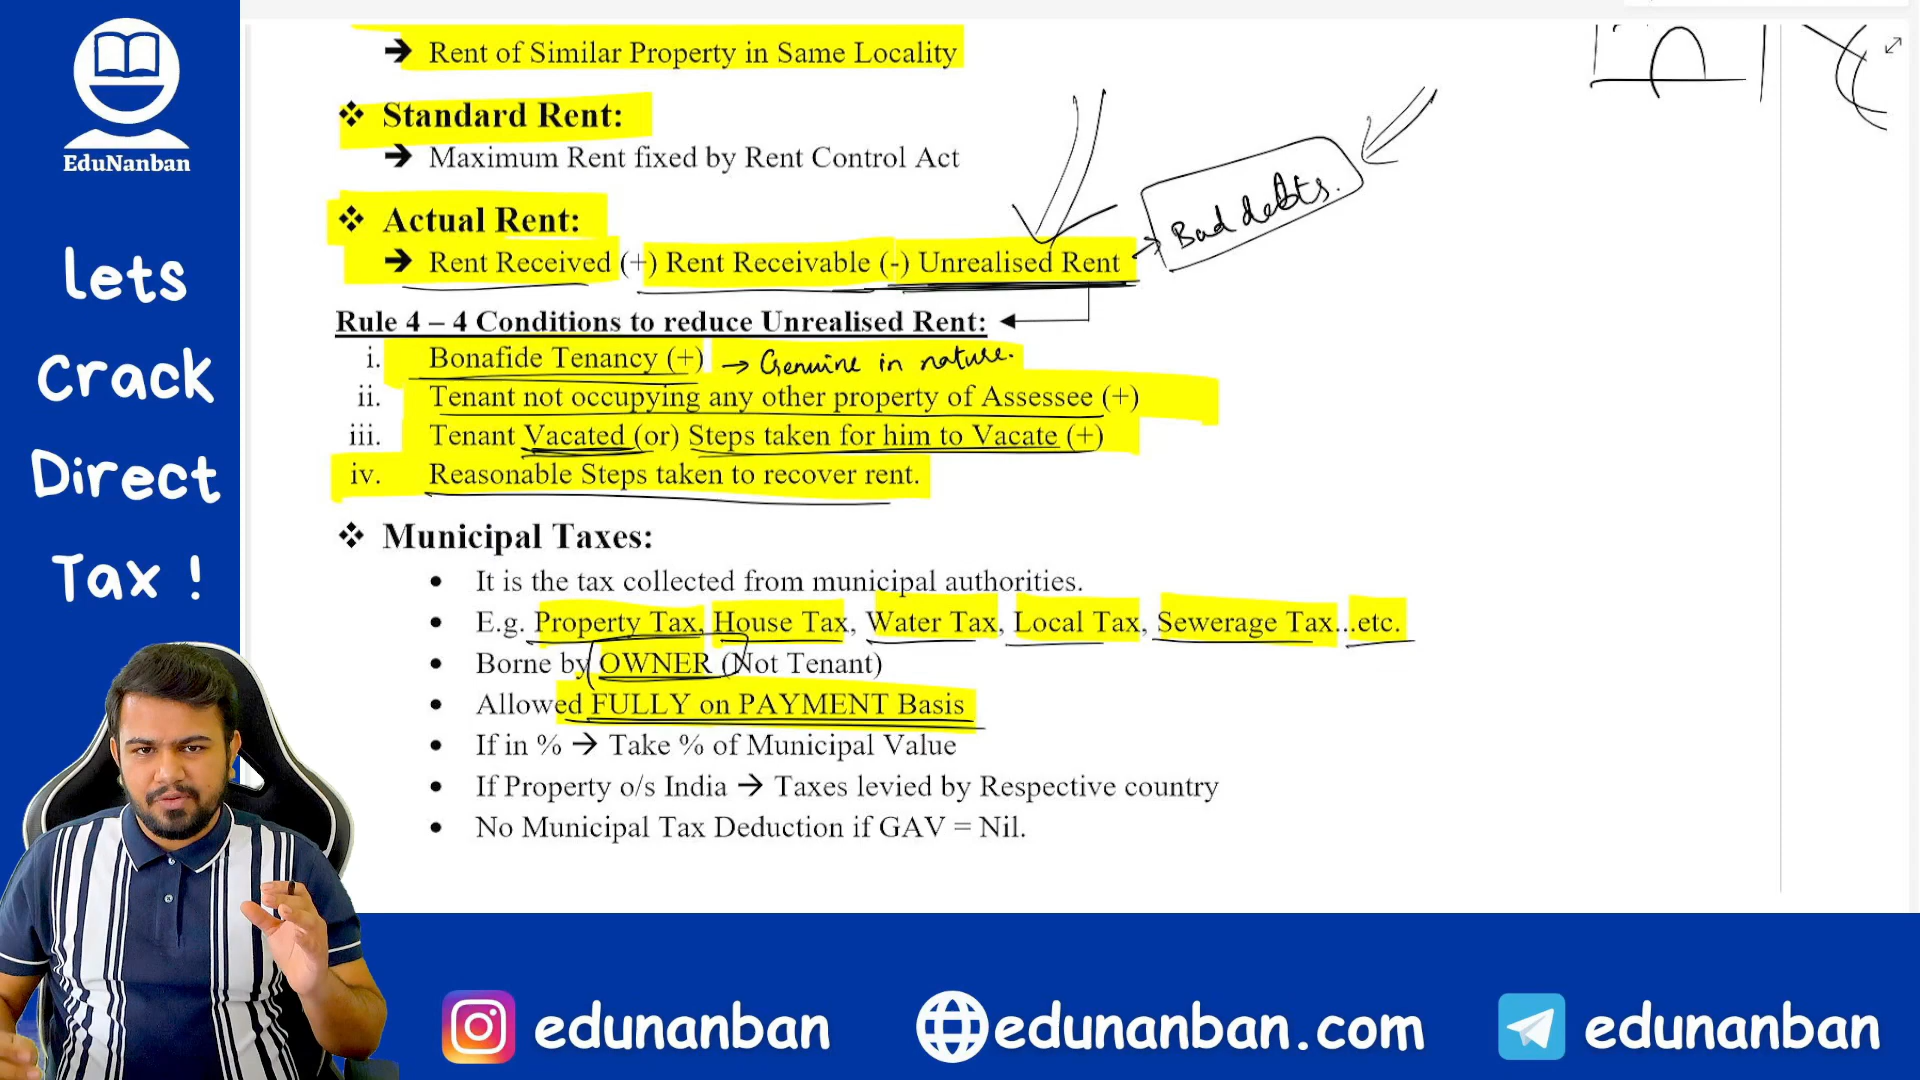 EduNanban
Lets
Crack
Direct
Tax !
➔ Rent of Similar Property in Same Locality
❖ Standard Rent:
➔ Maximum Rent fixed by Rent Control Act
❖ Actual Rent:
➔ Rent Received (+) Rent Receivable (-) Unrealised Rent
Bad debts.
Rule 4 – 4 Conditions to reduce Unrealised Rent:
i. Bonafide Tenancy (+) → Genuine in nature.
ii. Tenant not occupying any other property of Assessee (+)
iii. Tenant Vacated (or) Steps taken for him to Vacate (+)
iv. Reasonable Steps taken to recover rent.
❖ Municipal Taxes:
• It is the tax collected from municipal authorities.
• E.g. Property Tax, House Tax, Water Tax, Local Tax, Sewerage Tax...etc.
• Borne by OWNER (Not Tenant)
• Allowed FULLY on PAYMENT Basis
• If in % ➔ Take % of Municipal Value
• If Property o/s India ➔ Taxes levied by Respective country
• No Municipal Tax Deduction if GAV = Nil.
edunanban
edunanban.com
edunanban